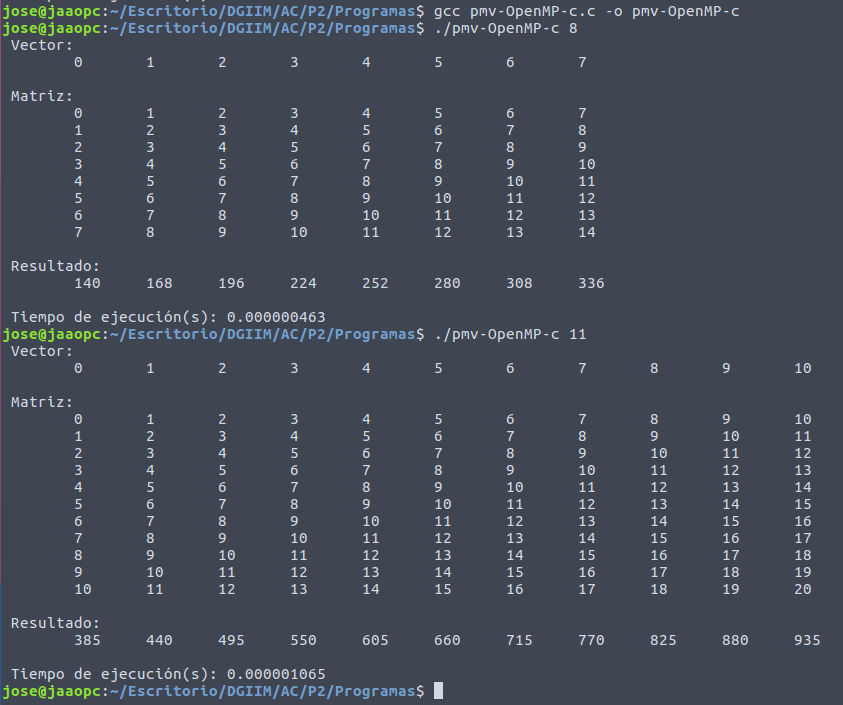 jose@jaaopc:~/Escritorio/DGIIM/AC/P2/Programas$ gcc pmv-OpenMP-c.c -o pmv-OpenMP-c
jose@jaaopc:~/Escritorio/DGIIM/AC/P2/Programas$ ./pmv-OpenMP-c 8
Vector:
0 1 2 3 4 5 6 7
Matriz:
0 1 2 3 4 5 6 7
1 2 3 4 5 6 7 8
2 3 4 5 6 7 8 9
3 4 5 6 7 8 9 10
4 5 6 7 8 9 10 11
5 6 7 8 9 10 11 12
6 7 8 9 10 11 12 13
7 8 9 10 11 12 13 14
Resultado:
140 168 196 224 252 280 308 336
Tiempo de ejecución(s): 0.000000463
jose@jaaopc:~/Escritorio/DGIIM/AC/P2/Programas$ ./pmv-OpenMP-c 11
Vector:
0 1 2 3 4 5 6 7 8 9 10
Matriz:
0 1 2 3 4 5 6 7 8 9 10
1 2 3 4 5 6 7 8 9 10 11
2 3 4 5 6 7 8 9 10 11 12
3 4 5 6 7 8 9 10 11 12 13
4 5 6 7 8 9 10 11 12 13 14
5 6 7 8 9 10 11 12 13 14 15
6 7 8 9 10 11 12 13 14 15 16
7 8 9 10 11 12 13 14 15 16 17
8 9 10 11 12 13 14 15 16 17 18
9 10 11 12 13 14 15 16 17 18 19
10 11 12 13 14 15 16 17 18 19 20
Resultado:
385 440 495 550 605 660 715 770 825 880 935
Tiempo de ejecución(s): 0.000001065
jose@jaaopc:~/Escritorio/DGIIM/AC/P2/Programas$